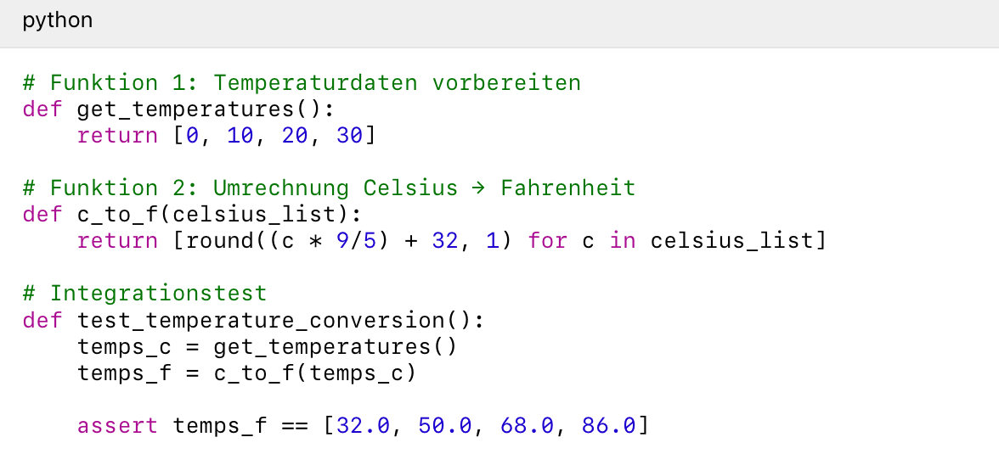 python
# Funktion 1: Temperaturdaten vorbereiten
def get_temperatures():
    return [0, 10, 20, 30]
# Funktion 2: Umrechnung Celsius → Fahrenheit
def c_to_f(celsius_list):
    return [round((c * 9/5) + 32, 1) for c in celsius_list]
# Integrationstest
def test_temperature_conversion():
    temps_c = get_temperatures()
    temps_f = c_to_f(temps_c)
    assert temps_f == [32.0, 50.0, 68.0, 86.0]